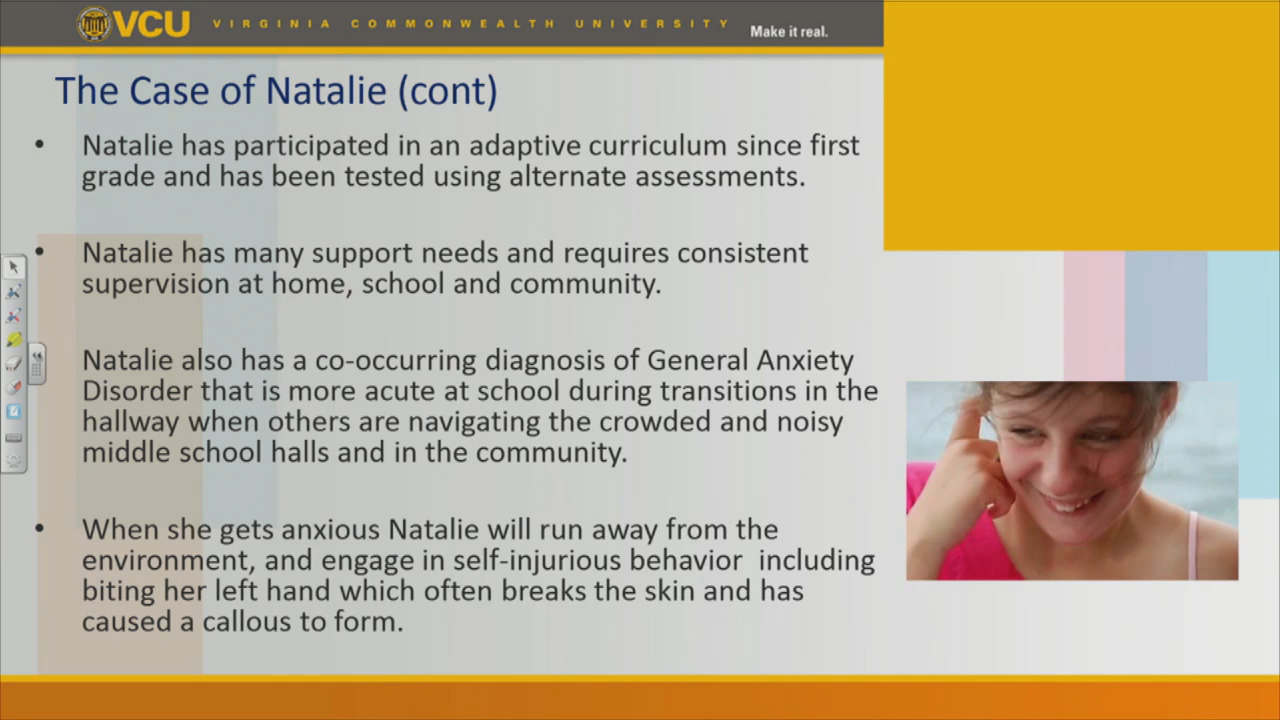 VCU VIRGINIA COMMONWEALTH UNIVERSITY Make it real.
The Case of Natalie (cont)
• Natalie has participated in an adaptive curriculum since first
grade and has been tested using alternate assessments.
• Natalie has many support needs and requires consistent
supervision at home, school and community.
Natalie also has a co-occurring diagnosis of General Anxiety
Disorder that is more acute at school during transitions in the
hallway when others are navigating the crowded and noisy
middle school halls and in the community.
• When she gets anxious Natalie will run away from the
environment, and engage in self-injurious behavior including
biting her left hand which often breaks the skin and has
caused a callous to form.